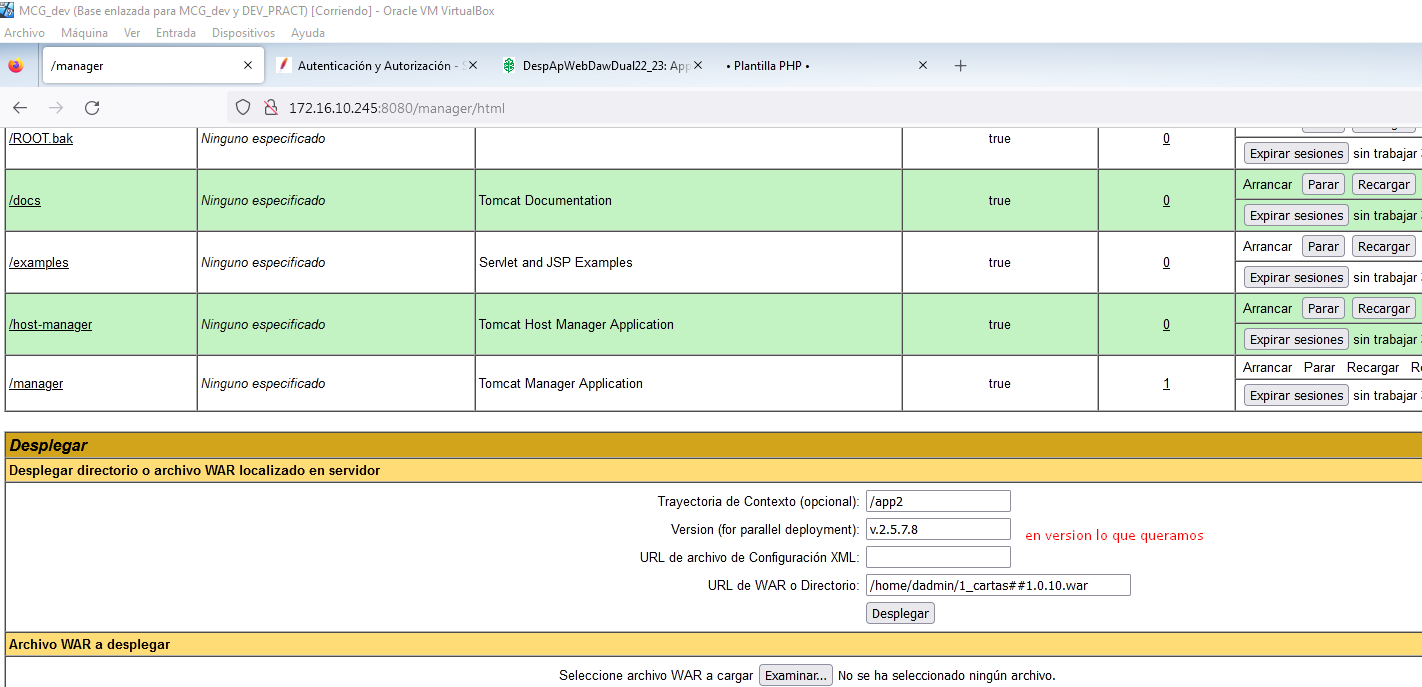 MCG_dev (Base enlazada para MCG_dev y DEV_PRACT) [Corriendo] - Oracle VM VirtualBox
Archivo Máquina Ver Entrada Dispositivos Ayuda
/manager
Autenticación y Autorización -
DespApWebDawDual22_23: App
• Plantilla PHP •
172.16.10.245:8080/manager/html
/ROOT.bak Ninguno especificado true 0
Expirar sesiones sin trabajar
/docs Ninguno especificado Tomcat Documentation true 0 Arrancar Parar Recargar
Expirar sesiones sin trabajar
/examples Ninguno especificado Servlet and JSP Examples true 0 Arrancar Parar Recargar
Expirar sesiones sin trabajar
/host-manager Ninguno especificado Tomcat Host Manager Application true 0 Arrancar Parar Recargar
Expirar sesiones sin trabajar
/manager Ninguno especificado Tomcat Manager Application true 1 Arrancar Parar Recargar
Expirar sesiones sin trabajar
Desplegar
Desplegar directorio o archivo WAR localizado en servidor
Trayectoria de Contexto (opcional): /app2
Version (for parallel deployment): v.2.5.7.8
en version lo que queramos
URL de archivo de Configuración XML:
URL de WAR o Directorio: /home/dadmin/1_cartas##1.0.10.war
Desplegar
Archivo WAR a desplegar
Seleccione archivo WAR a cargar Examinar... No se ha seleccionado ningún archivo.